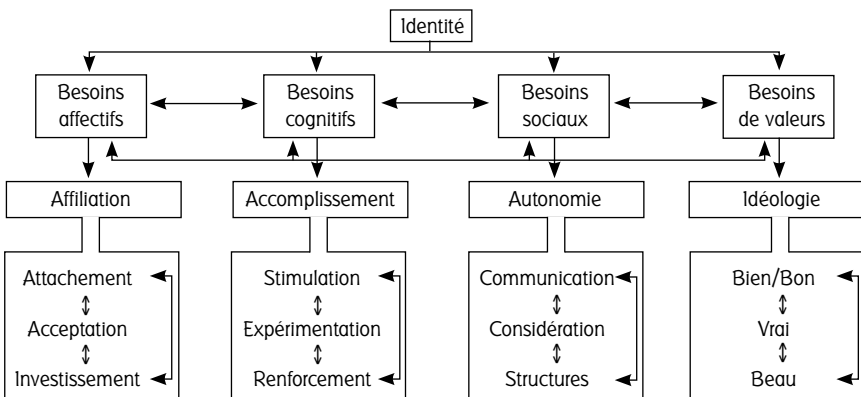 Identité
Besoins affectifs
Besoins cognitifs
Besoins sociaux
Besoins de valeurs
Affiliation
Accomplissement
Autonomie
Idéologie
Attachement
Acceptation
Investissement
Stimulation
Expérimentation
Renforcement
Communication
Considération
Structures
Bien/Bon
Vrai
Beau